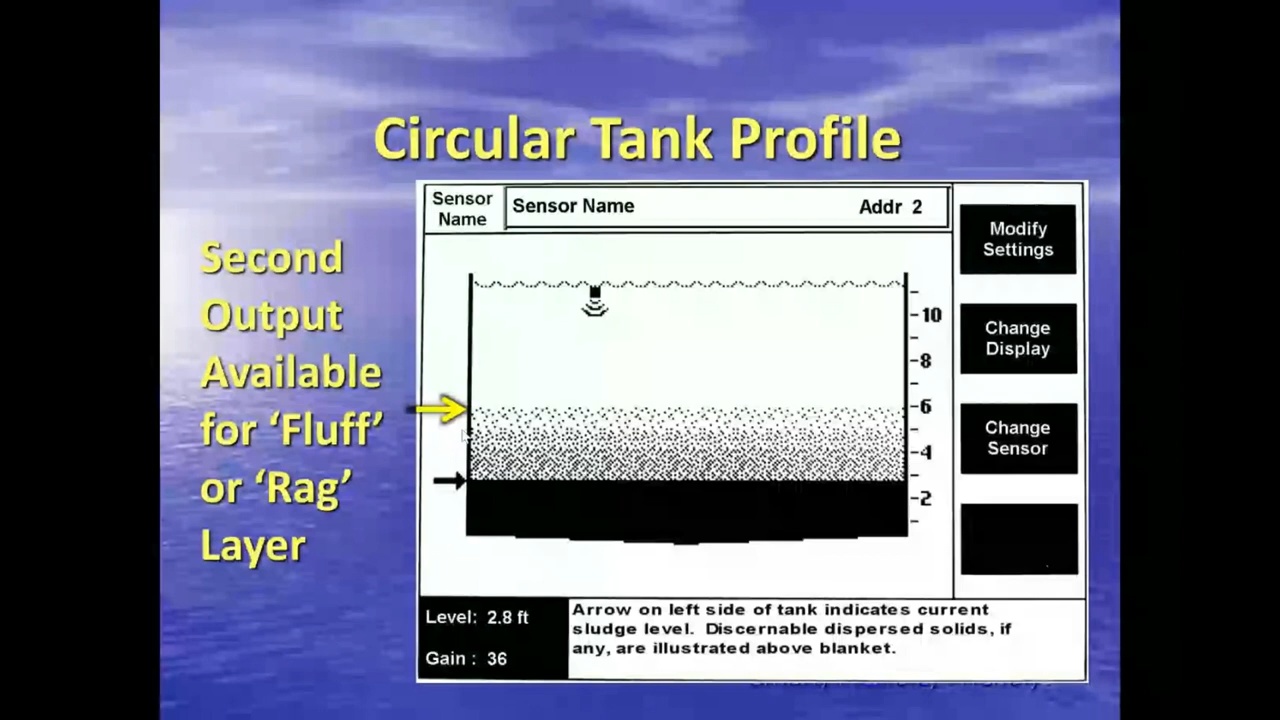 Circular Tank Profile
Second
Output
Available
for ‘Fluff’
or ‘Rag’
Layer
Sensor
Name
Sensor Name
Addr 2
10
8
6
4
2
Modify
Settings
Change
Display
Change
Sensor
Level: 2.8 ft
Gain : 36
Arrow on left side of tank indicates current
sludge level. Discernable dispersed solids, if
any, are illustrated above blanket.